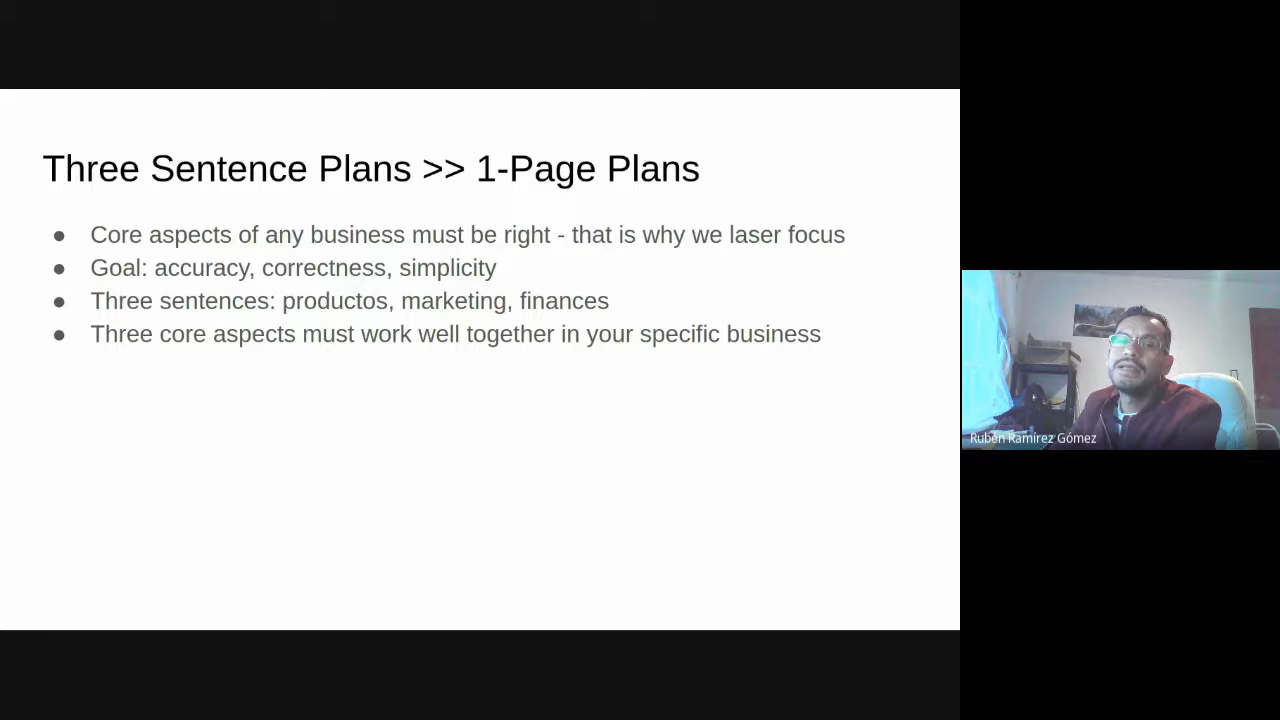 Three Sentence Plans >> 1-Page Plans
● Core aspects of any business must be right - that is why we laser focus
● Goal: accuracy, correctness, simplicity
● Three sentences: productos, marketing, finances
● Three core aspects must work well together in your specific business
Rubén Ramírez Gómez